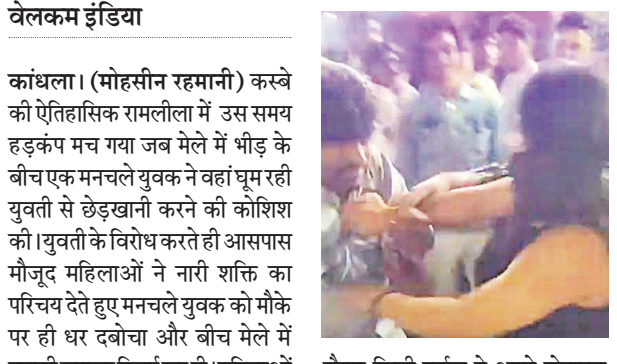 वेलकम इंडिया
कांधला। (मोहसीन रहमानी) कस्बे
की ऐतिहासिक रामलीला में उस समय
हड़कंप मच गया जब मेले में भीड़ के
बीच एक मनचले युवक ने वहां घूम रही
युवती से छेड़खानी करने की कोशिश
की।युवती के विरोध करते ही आसपास
मौजूद महिलाओं ने नारी शक्ति का
परिचय देते हुए मनचले युवक को मौके
पर ही धर दबोचा और बीच मेले में